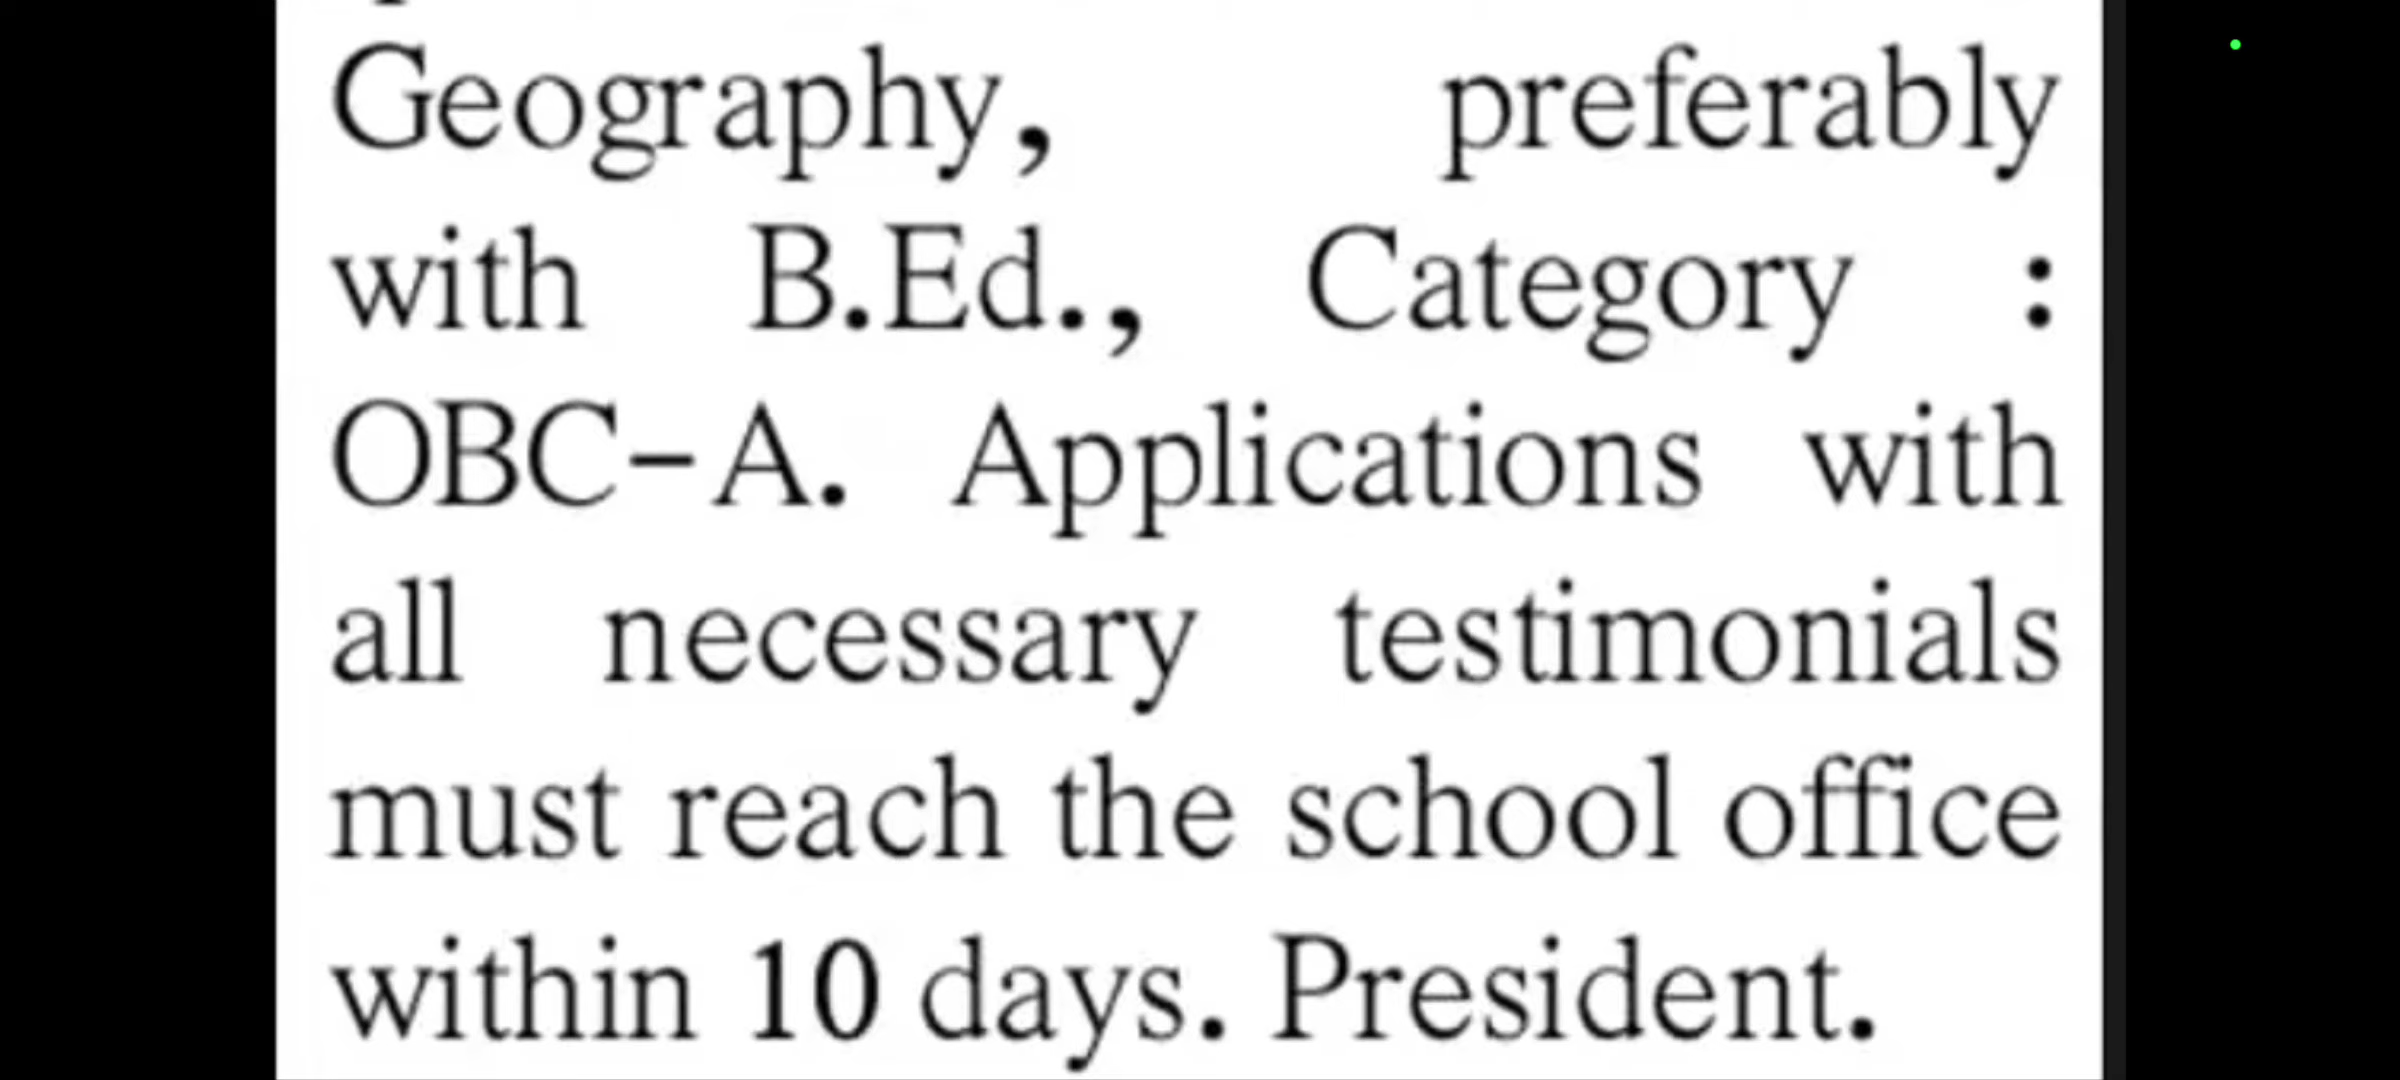 Geography, preferably
with B.Ed., Category :
OBC-A. Applications with
all necessary testimonials
must reach the school office
within 10 days. President.